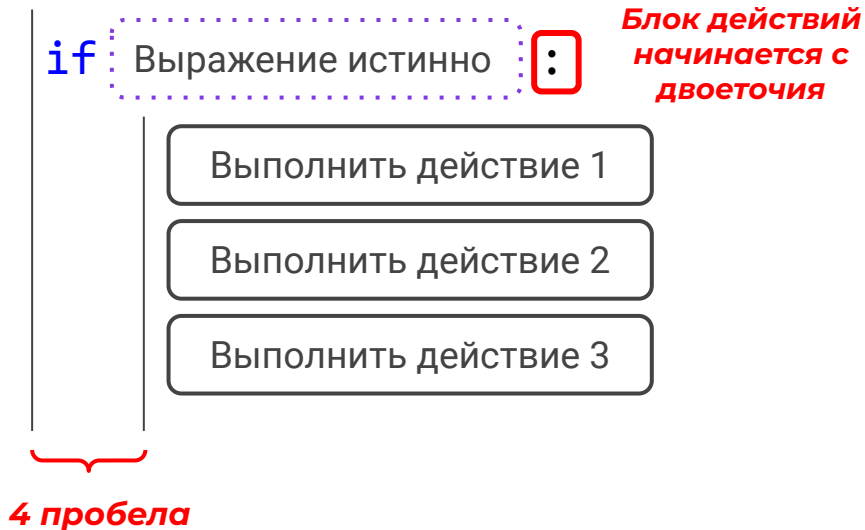 if Выражение истинно :
Блок действий
начинается с
двоеточия
Выполнить действие 1
Выполнить действие 2
Выполнить действие 3
4 пробела